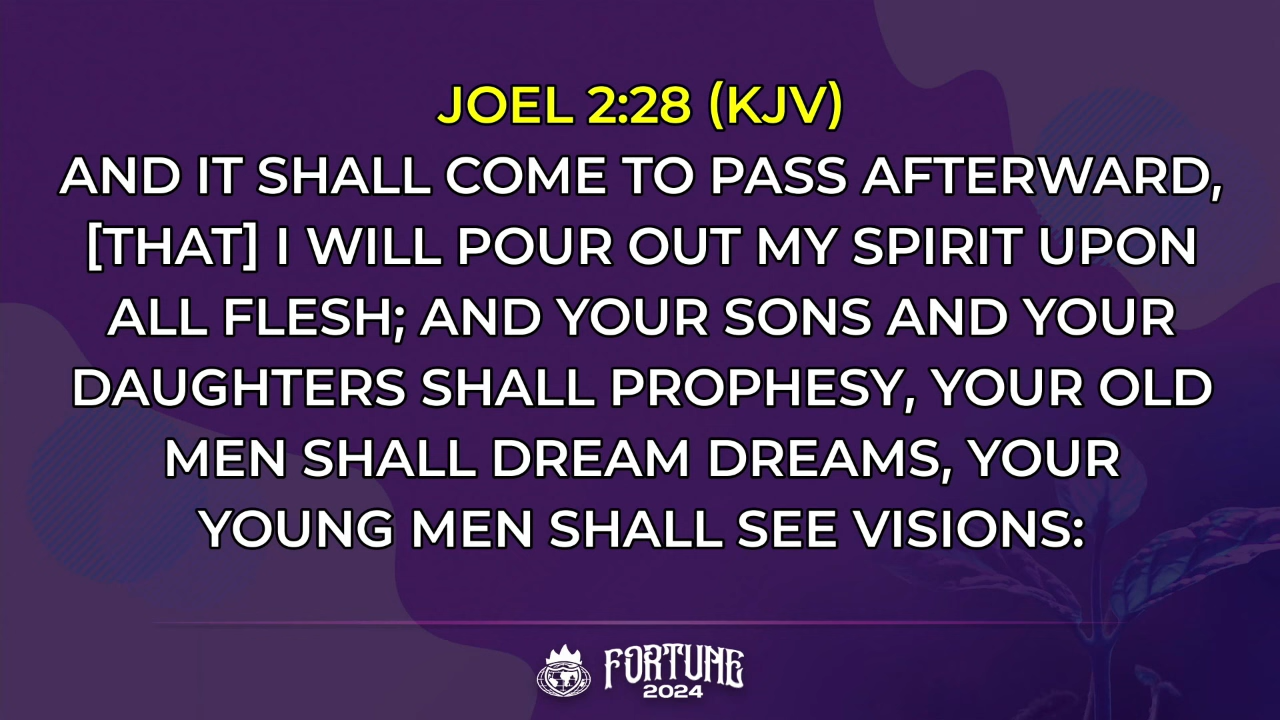 JOEL 2:28 (KJV)
AND IT SHALL COME TO PASS AFTERWARD,
[THAT] I WILL POUR OUT MY SPIRIT UPON
ALL FLESH; AND YOUR SONS AND YOUR
DAUGHTERS SHALL PROPHESY, YOUR OLD
MEN SHALL DREAM DREAMS, YOUR
YOUNG MEN SHALL SEE VISIONS:
FORTUNE
2024